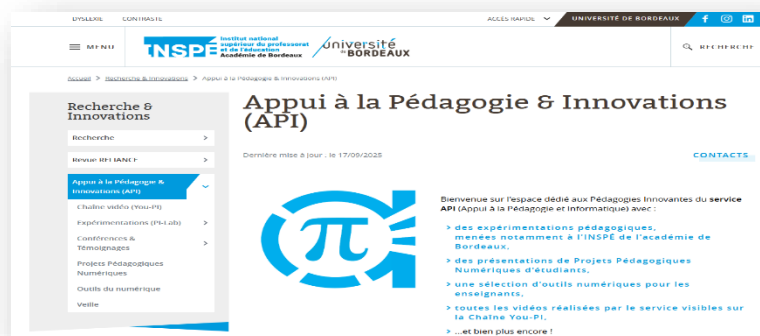 DYSLEXIE CONTRASTE ACCÈS RAPIDE UNIVERSITÉ DE BORDEAUX
MENU
INSPÉ
Institut national
supérieur du professorat
et de l'éducation
Académie de Bordeaux
université
de BORDEAUX
RECHERCHE
Accueil > Recherche & Innovations > Appui à la Pédagogie & Innovations (API)
Recherche &
Innovations
Recherche >
Revue RELIANCE >
Appui à la Pédagogie &
Innovations (API)
Chaîne vidéo (You-PI)
Expérimentations (PI-Lab) >
Conférences &
Témoignages >
Projets Pédagogiques
Numériques
Outils du numérique
Veille
Appui à la Pédagogie & Innovations
(API)
Dernière mise à jour : le 17/09/2025
CONTACTS
π
Bienvenue sur l'espace dédié aux Pédagogies Innovantes du service
API (Appui à la Pédagogie et Informatique) avec :
> des expérimentations pédagogiques,
menées notamment à l'INSPÉ de l'académie de
Bordeaux,
> des présentations de Projets Pédagogiques
Numériques d'étudiants,
> une sélection d'outils numériques pour les
enseignants,
> toutes les vidéos réalisées par le service visibles sur
la Chaîne You-PI,
> ...et bien plus encore !